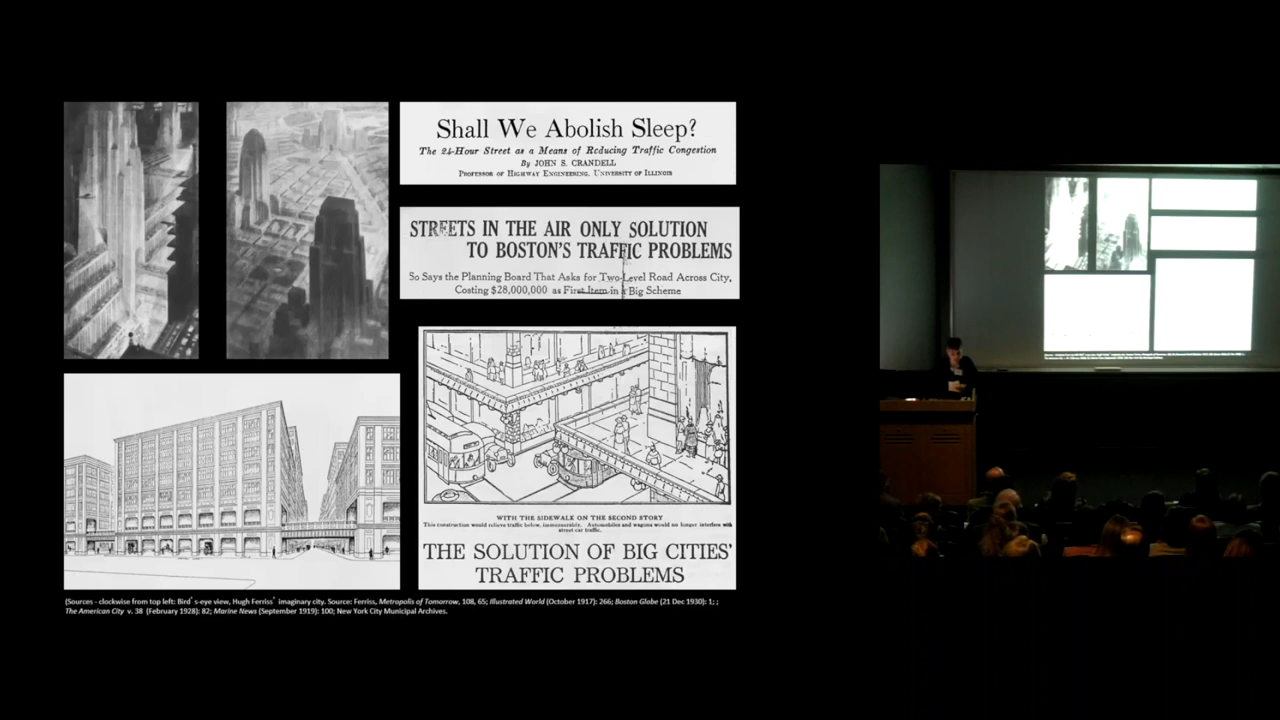 Shall We Abolish Sleep?
The 24-Hour Street as a Means of Reducing Traffic Congestion
By JOHN S. CRANDELL
PROFESSOR OF HIGHWAY ENGINEERING, UNIVERSITY OF ILLINOIS
STREETS IN THE AIR ONLY SOLUTION
TO BOSTON'S TRAFFIC PROBLEMS
So Says the Planning Board That Asks for Two-Level Road Across City,
Costing $28,000,000 as First Item in a Big Scheme
WITH THE SIDEWALK ON THE SECOND STORY
This construction would relieve traffic below, immeasurably. Automobiles and wagons would no longer interfere with
street car traffic.
THE SOLUTION OF BIG CITIES'
TRAFFIC PROBLEMS
(Sources - clockwise from top left: Bird's-eye view, Hugh Ferriss' imaginary city. Source: Ferriss, Metropolis of Tomorrow, 108, 65; Illustrated World (October 1917): 266; Boston Globe (21 Dec 1930): 1; ;
The American City v. 38 (February 1928): 82; Marine News (September 1919): 100; New York City Municipal Archives.